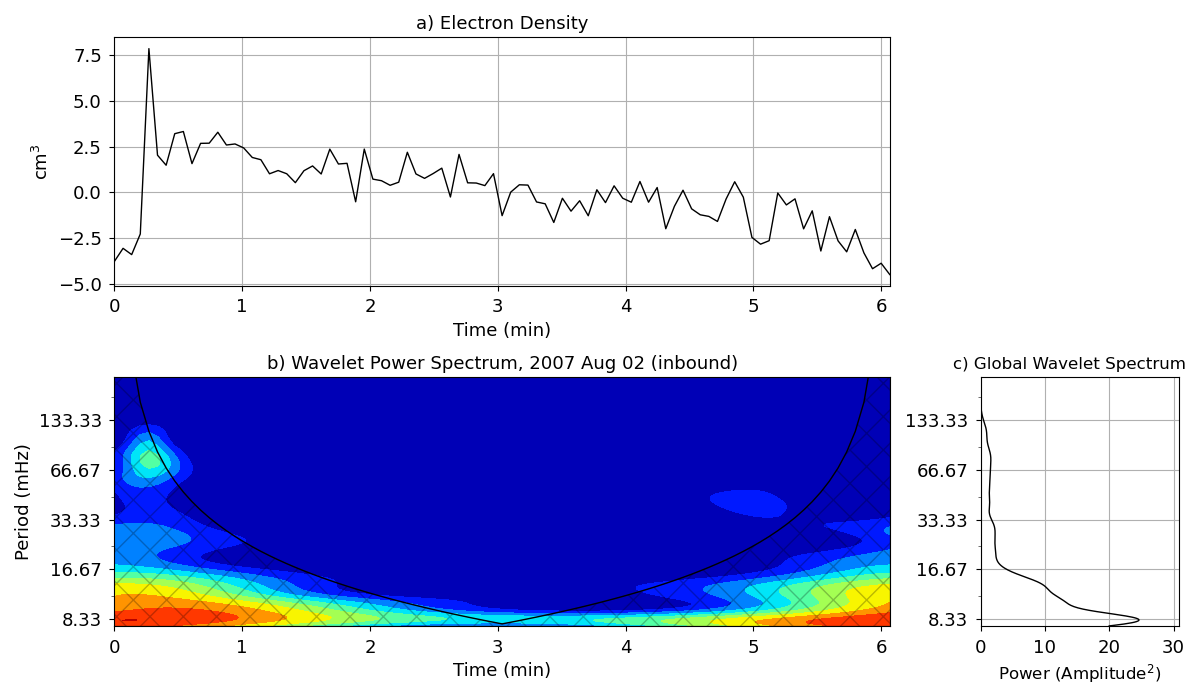 a) Electron Density
7.5
5.0
2.5
0.0
−2.5
−5.0
cm³
0 1 2 3 4 5 6
Time (min)
b) Wavelet Power Spectrum, 2007 Aug 02 (inbound)
133.33
66.67
33.33
16.67
8.33
Period (mHz)
0 1 2 3 4 5 6
Time (min)
c) Global Wavelet Spectrum
133.33
66.67
33.33
16.67
8.33
0 10 20 30
Power (Amplitude²)